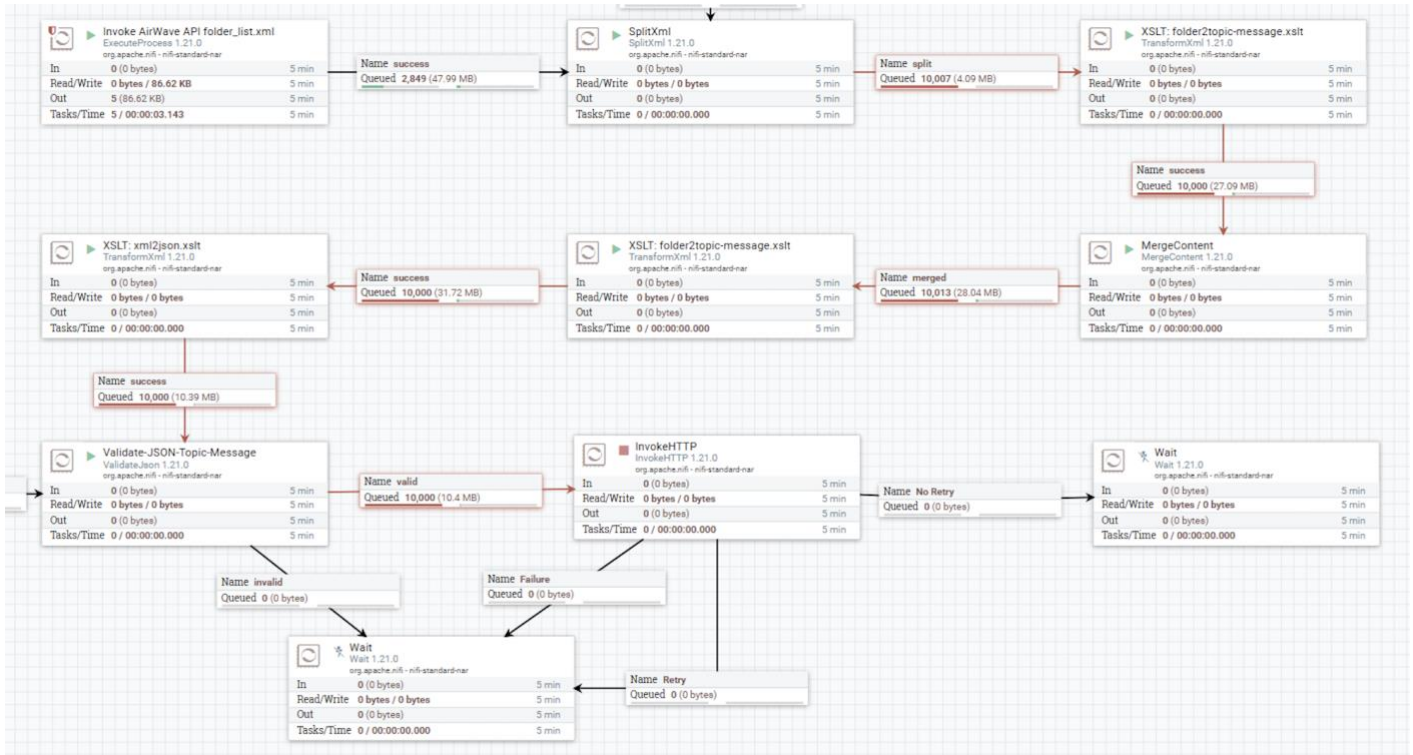 Invoke AirWave API folder_list.xml
ExecuteProcess 1.21.0
org.apache.nifi - nifi-standard-nar
In 0 (0 bytes) 5 min
Read/Write 0 bytes / 86.62 KB 5 min
Out 5 (86.62 KB) 5 min
Tasks/Time 5 / 00:00:03.143 5 min
Name success
Queued 2,849 (47.99 MB)
SplitXml
SplitXml 1.21.0
org.apache.nifi - nifi-standard-nar
In 0 (0 bytes) 5 min
Read/Write 0 bytes / 0 bytes 5 min
Out 0 (0 bytes) 5 min
Tasks/Time 0 / 00:00:00.000 5 min
Name split
Queued 10,007 (4.09 MB)
XSLT: folder2topic-message.xslt
TransformXml 1.21.0
org.apache.nifi - nifi-standard-nar
In 0 (0 bytes) 5 min
Read/Write 0 bytes / 0 bytes 5 min
Out 0 (0 bytes) 5 min
Tasks/Time 0 / 00:00:00.000 5 min
Name success
Queued 10,000 (27.09 MB)
XSLT: xml2json.xslt
TransformXml 1.21.0
org.apache.nifi - nifi-standard-nar
In 0 (0 bytes) 5 min
Read/Write 0 bytes / 0 bytes 5 min
Out 0 (0 bytes) 5 min
Tasks/Time 0 / 00:00:00.000 5 min
Name success
Queued 10,000 (31.72 MB)
XSLT: folder2topic-message.xslt
TransformXml 1.21.0
org.apache.nifi - nifi-standard-nar
In 0 (0 bytes) 5 min
Read/Write 0 bytes / 0 bytes 5 min
Out 0 (0 bytes) 5 min
Tasks/Time 0 / 00:00:00.000 5 min
Name merged
Queued 10,013 (28.04 MB)
MergeContent
MergeContent 1.21.0
org.apache.nifi - nifi-standard-nar
In 0 (0 bytes) 5 min
Read/Write 0 bytes / 0 bytes 5 min
Out 0 (0 bytes) 5 min
Tasks/Time 0 / 00:00:00.000 5 min
Name success
Queued 10,000 (10.39 MB)
Validate-JSON-Topic-Message
ValidateJson 1.21.0
org.apache.nifi - nifi-standard-nar
In 0 (0 bytes) 5 min
Read/Write 0 bytes / 0 bytes 5 min
Out 0 (0 bytes) 5 min
Tasks/Time 0 / 00:00:00.000 5 min
Name valid
Queued 10,000 (10.4 MB)
InvokeHTTP
InvokeHTTP 1.21.0
org.apache.nifi - nifi-standard-nar
In 0 (0 bytes) 5 min
Read/Write 0 bytes / 0 bytes 5 min
Out 0 (0 bytes) 5 min
Tasks/Time 0 / 00:00:00.000 5 min
Name No Retry
Queued 0 (0 bytes)
Wait
Wait 1.21.0
org.apache.nifi - nifi-standard-nar
In 0 (0 bytes) 5 min
Read/Write 0 bytes / 0 bytes 5 min
Out 0 (0 bytes) 5 min
Tasks/Time 0 / 00:00:00.000 5 min
Name invalid
Queued 0 (0 bytes)
Name Failure
Queued 0 (0 bytes)
Wait
Wait 1.21.0
org.apache.nifi - nifi-standard-nar
In 0 (0 bytes) 5 min
Read/Write 0 bytes / 0 bytes 5 min
Out 0 (0 bytes) 5 min
Tasks/Time 0 / 00:00:00.000 5 min
Name Retry
Queued 0 (0 bytes)